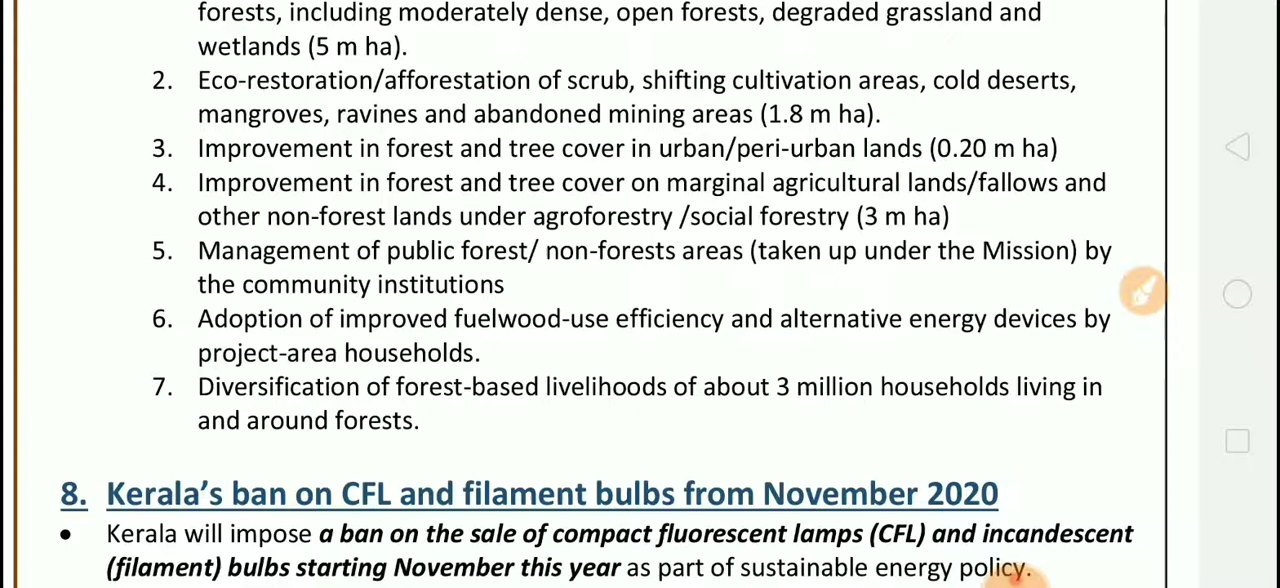 forests, including moderately dense, open forests, degraded grassland and
wetlands (5 m ha).
2. Eco-restoration/afforestation of scrub, shifting cultivation areas, cold deserts,
mangroves, ravines and abandoned mining areas (1.8 m ha).
3. Improvement in forest and tree cover in urban/peri-urban lands (0.20 m ha)
4. Improvement in forest and tree cover on marginal agricultural lands/fallows and
other non-forest lands under agroforestry /social forestry (3 m ha)
5. Management of public forest/ non-forests areas (taken up under the Mission) by
the community institutions
6. Adoption of improved fuelwood-use efficiency and alternative energy devices by
project-area households.
7. Diversification of forest-based livelihoods of about 3 million households living in
and around forests.
8. Kerala’s ban on CFL and filament bulbs from November 2020
• Kerala will impose a ban on the sale of compact fluorescent lamps (CFL) and incandescent
(filament) bulbs starting November this year as part of sustainable energy policy.